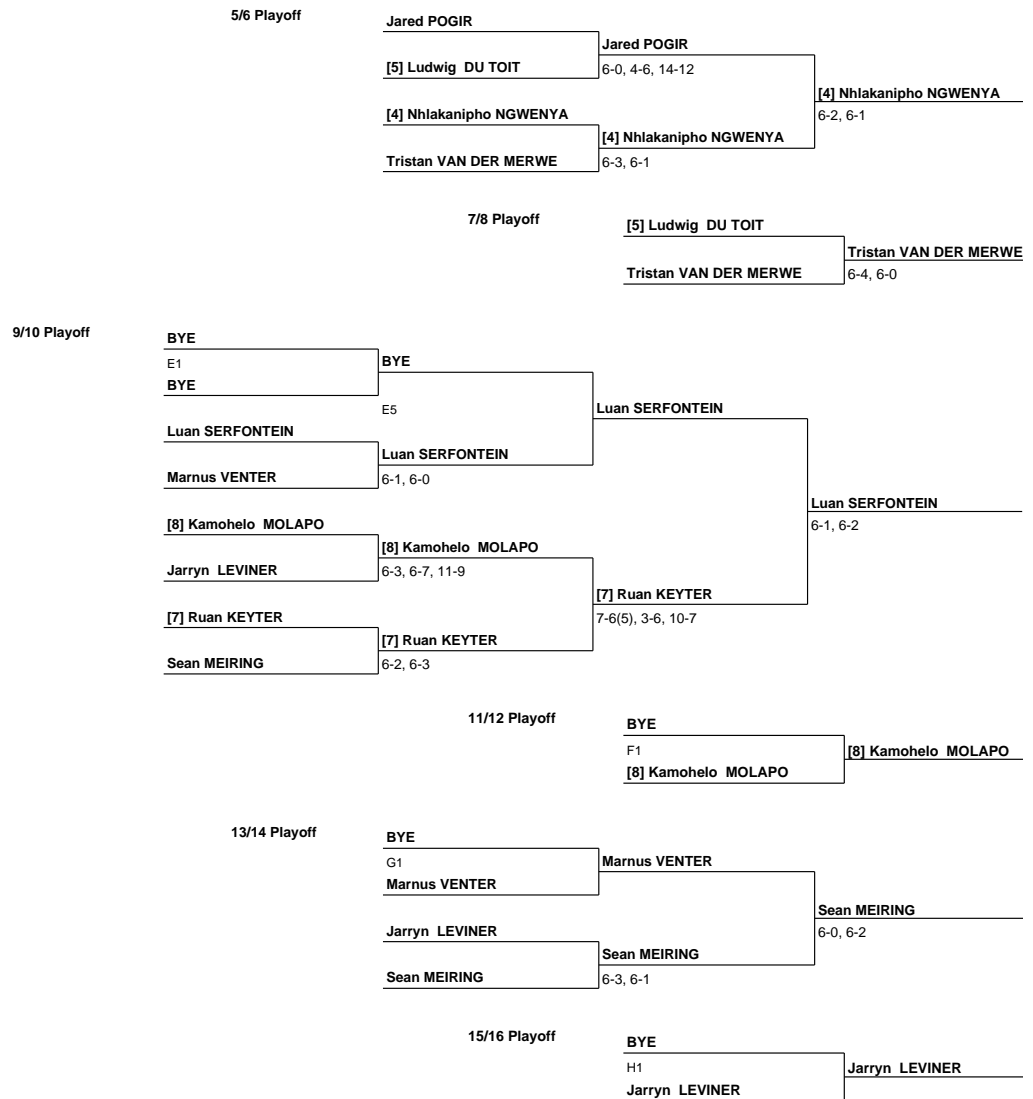 5/6 Playoff
Jared POGIR
Jared POGIR
[5] Ludwig DU TOIT
6-0, 4-6, 14-12
[4] Nhlakanipho NGWENYA
6-2, 6-1
[4] Nhlakanipho NGWENYA
[4] Nhlakanipho NGWENYA
Tristan VAN DER MERWE
6-3, 6-1
7/8 Playoff
[5] Ludwig DU TOIT
Tristan VAN DER MERWE
Tristan VAN DER MERWE
6-4, 6-0
9/10 Playoff
BYE
E1
BYE
BYE
E5
Luan SERFONTEIN
Luan SERFONTEIN
Luan SERFONTEIN
Marnus VENTER
6-1, 6-0
Luan SERFONTEIN
6-1, 6-2
[8] Kamohelo MOLAPO
[8] Kamohelo MOLAPO
Jarryn LEVINER
6-3, 6-7, 11-9
[7] Ruan KEYTER
7-6(5), 3-6, 10-7
[7] Ruan KEYTER
[7] Ruan KEYTER
Sean MEIRING
6-2, 6-3
11/12 Playoff
BYE
F1
[8] Kamohelo MOLAPO
[8] Kamohelo MOLAPO
13/14 Playoff
BYE
G1
Marnus VENTER
Marnus VENTER
Sean MEIRING
6-0, 6-2
Jarryn LEVINER
Sean MEIRING
Sean MEIRING
6-3, 6-1
15/16 Playoff
BYE
H1
Jarryn LEVINER
Jarryn LEVINER